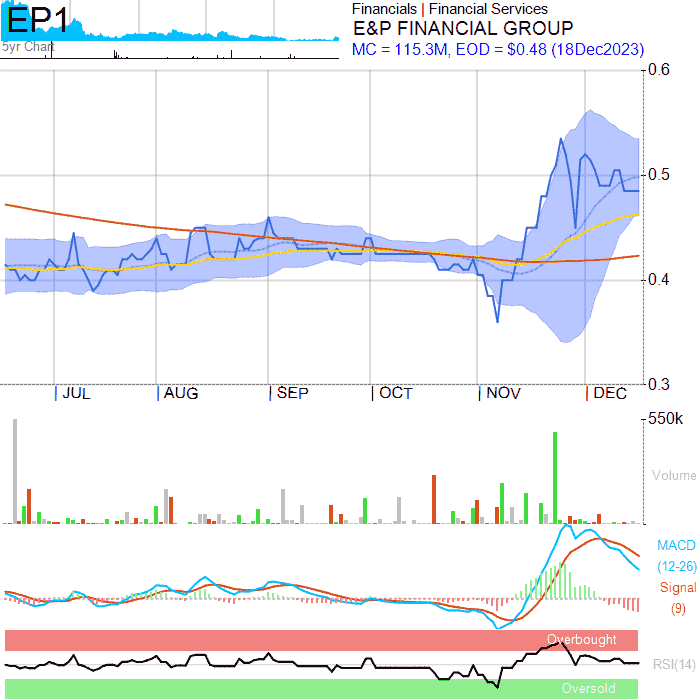 EP1
5yr Chart
Financials | Financial Services
E&P FINANCIAL GROUP
MC = 115.3M, EOD = $0.48 (18Dec2023)
0.6
0.5
0.4
0.3
JUL AUG SEP OCT NOV DEC
550k
Volume
MACD
(12-26)
Signal
(9)
Overbought
RSI(14)
Oversold